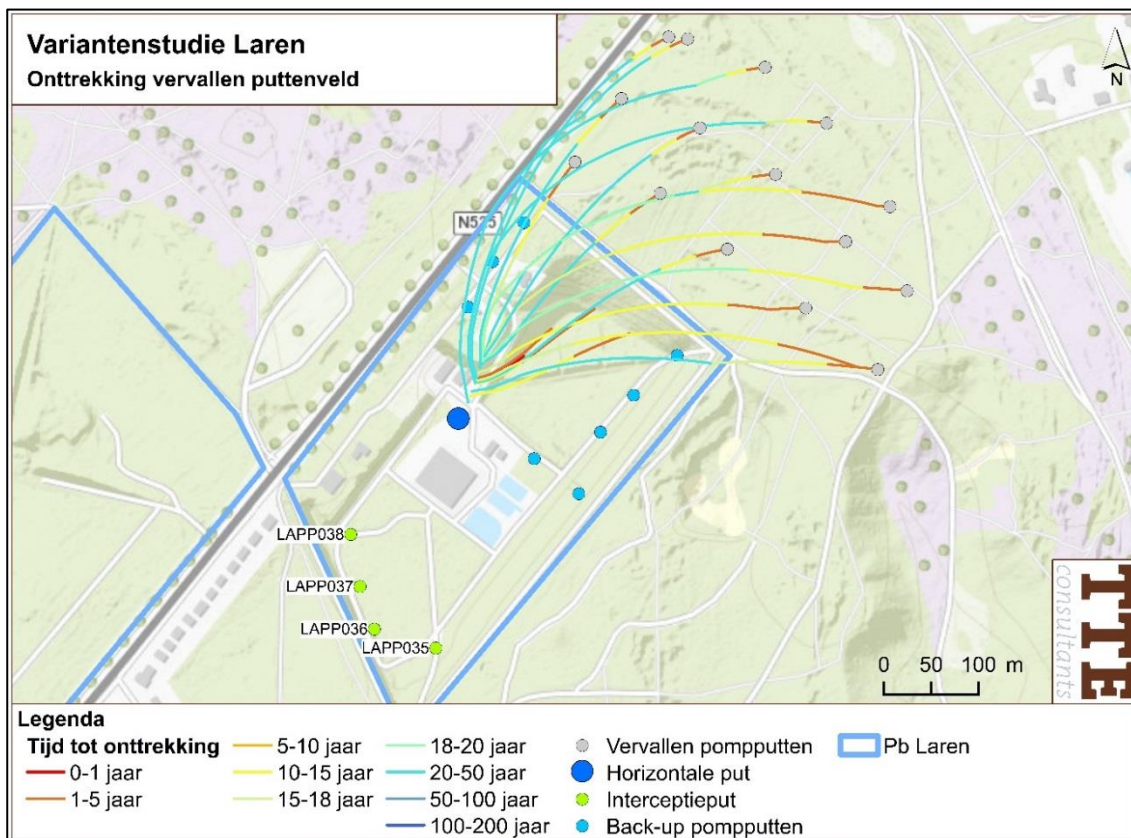 Variantenstudie Laren
Onttrekking vervallen puttenveld
N
N525
LAPP038
LAPP037
LAPP036
LAPP035
0 50 100 m
TTE
consultants
Legenda
Tijd tot onttrekking
0-1 jaar
1-5 jaar
5-10 jaar
10-15 jaar
15-18 jaar
18-20 jaar
20-50 jaar
50-100 jaar
100-200 jaar
Vervallen pompputten
Horizontale put
Interceptieput
Back-up pompputten
Pb Laren